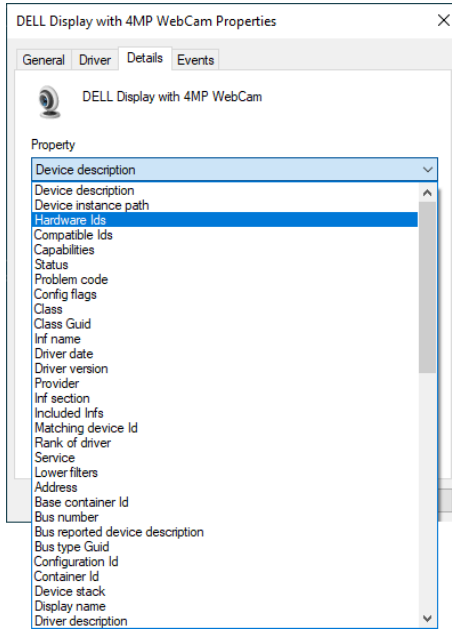 DELL Display with 4MP WebCam Properties
General Driver Details Events
DELL Display with 4MP WebCam
Property
Device description
Device description
Device instance path
Hardware Ids
Compatible Ids
Capabilities
Status
Problem code
Config flags
Class
Class Guid
Inf name
Driver date
Driver version
Provider
Inf section
Included Infs
Matching device Id
Rank of driver
Service
Lower filters
Address
Base container Id
Bus number
Bus reported device description
Bus type Guid
Configuration Id
Container Id
Device stack
Display name
Driver description